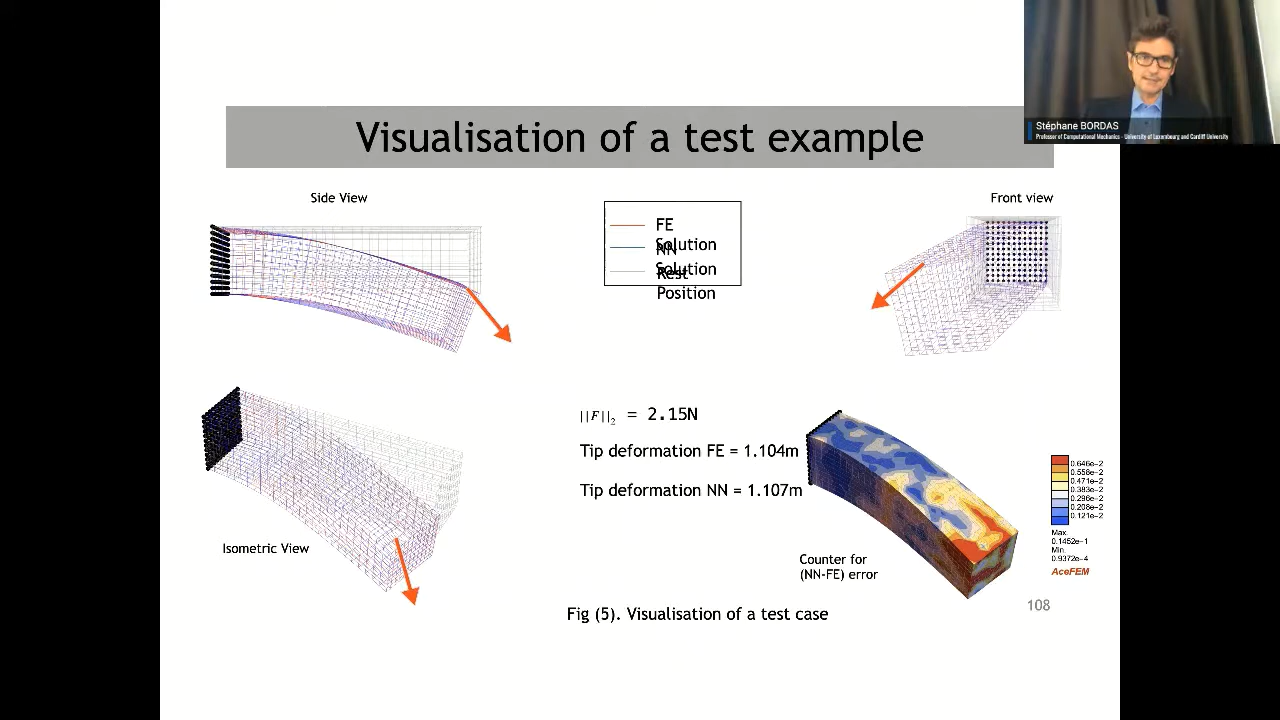 Stéphane BORDAS
Professor of Computational Mechanics - University of Luxembourg and Cardiff University
Visualisation of a test example
Side View
FE
Solution
NN
Solution
Rest
Position
Front view
||F||2 = 2.15N
Tip deformation FE = 1.104m
Tip deformation NN = 1.107m
Isometric View
Counter for
(NN-FE) error
0.646e-2
0.558e-2
0.471e-2
0.383e-2
0.296e-2
0.208e-2
0.121e-2
Max.
0.1452e-1
Min.
0.9372e-4
AceFEM
108
Fig (5). Visualisation of a test case